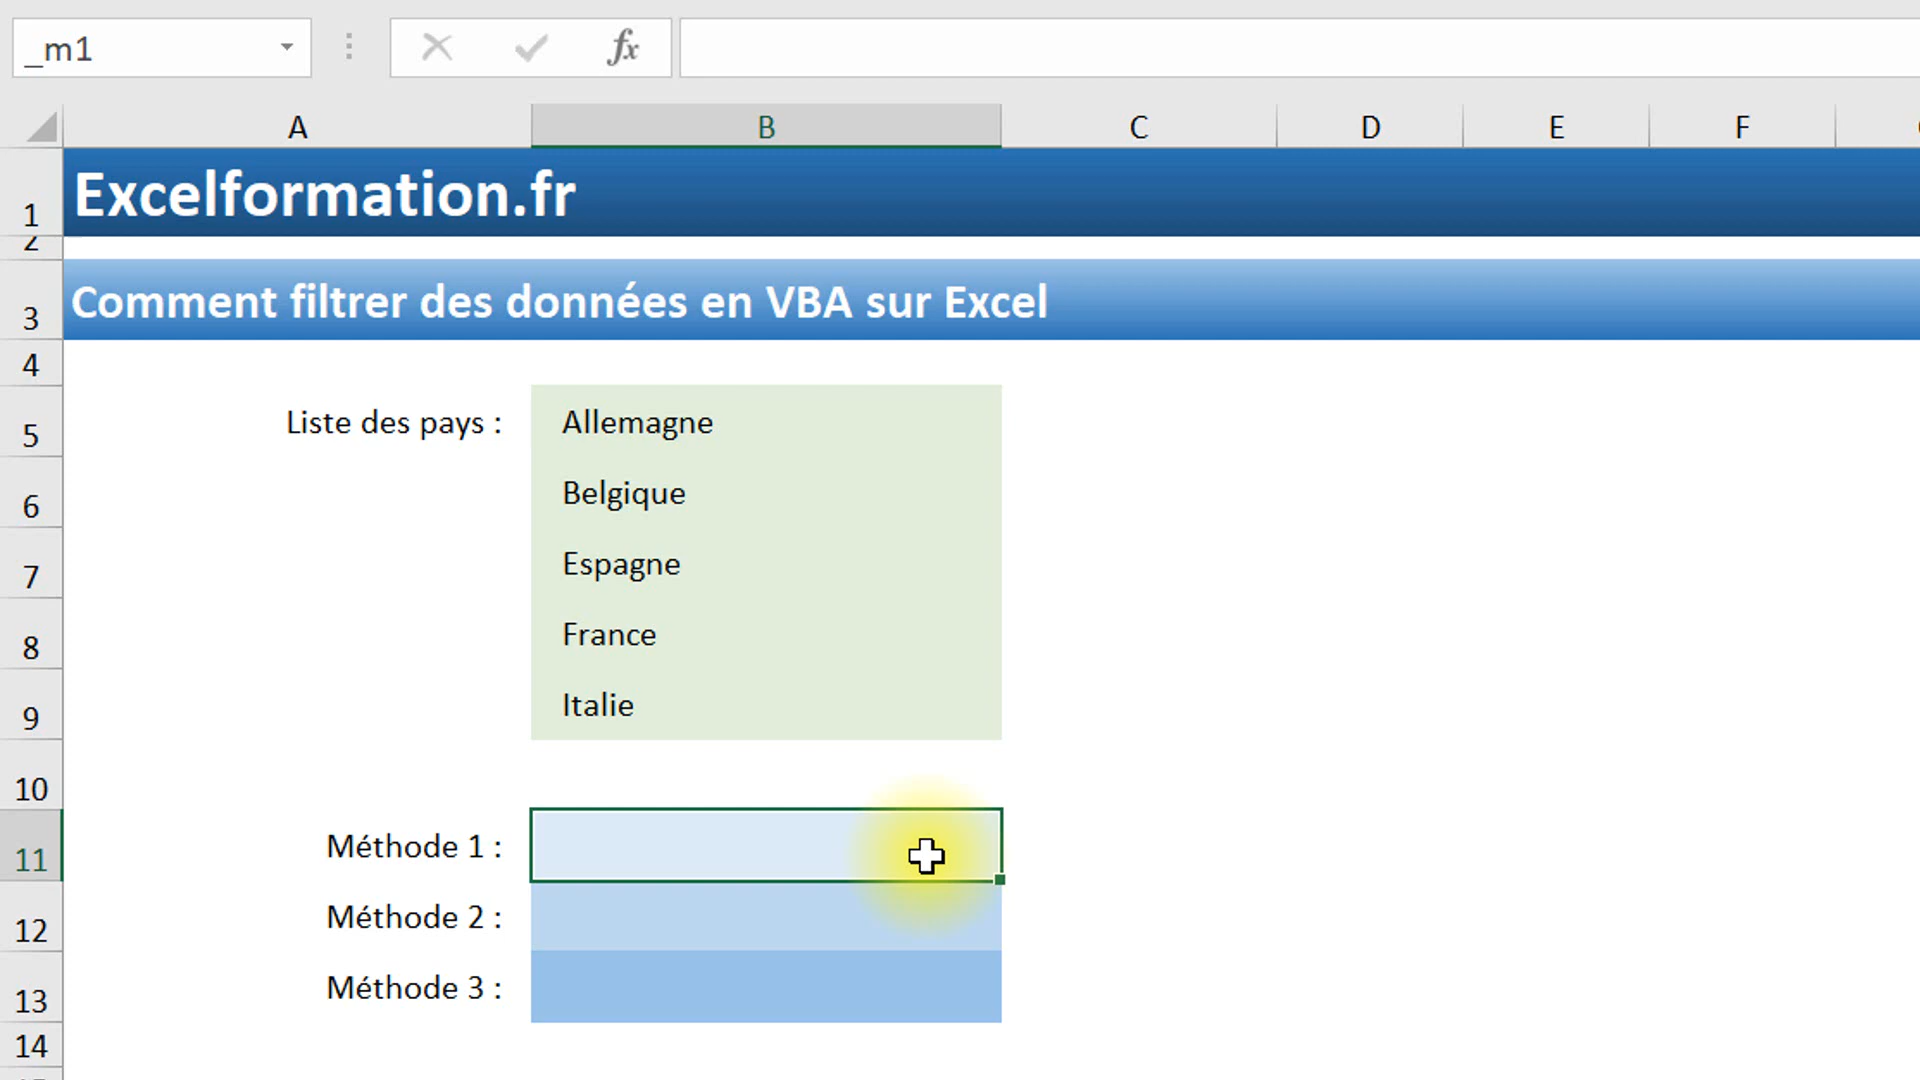 _m1
fx
A B C D E F
1 Excelformation.fr
2
3 Comment filtrer des données en VBA sur Excel
4
5 Liste des pays : Allemagne
6 Belgique
7 Espagne
8 France
9 Italie
10
11 Méthode 1 :
12 Méthode 2 :
13 Méthode 3 :
14